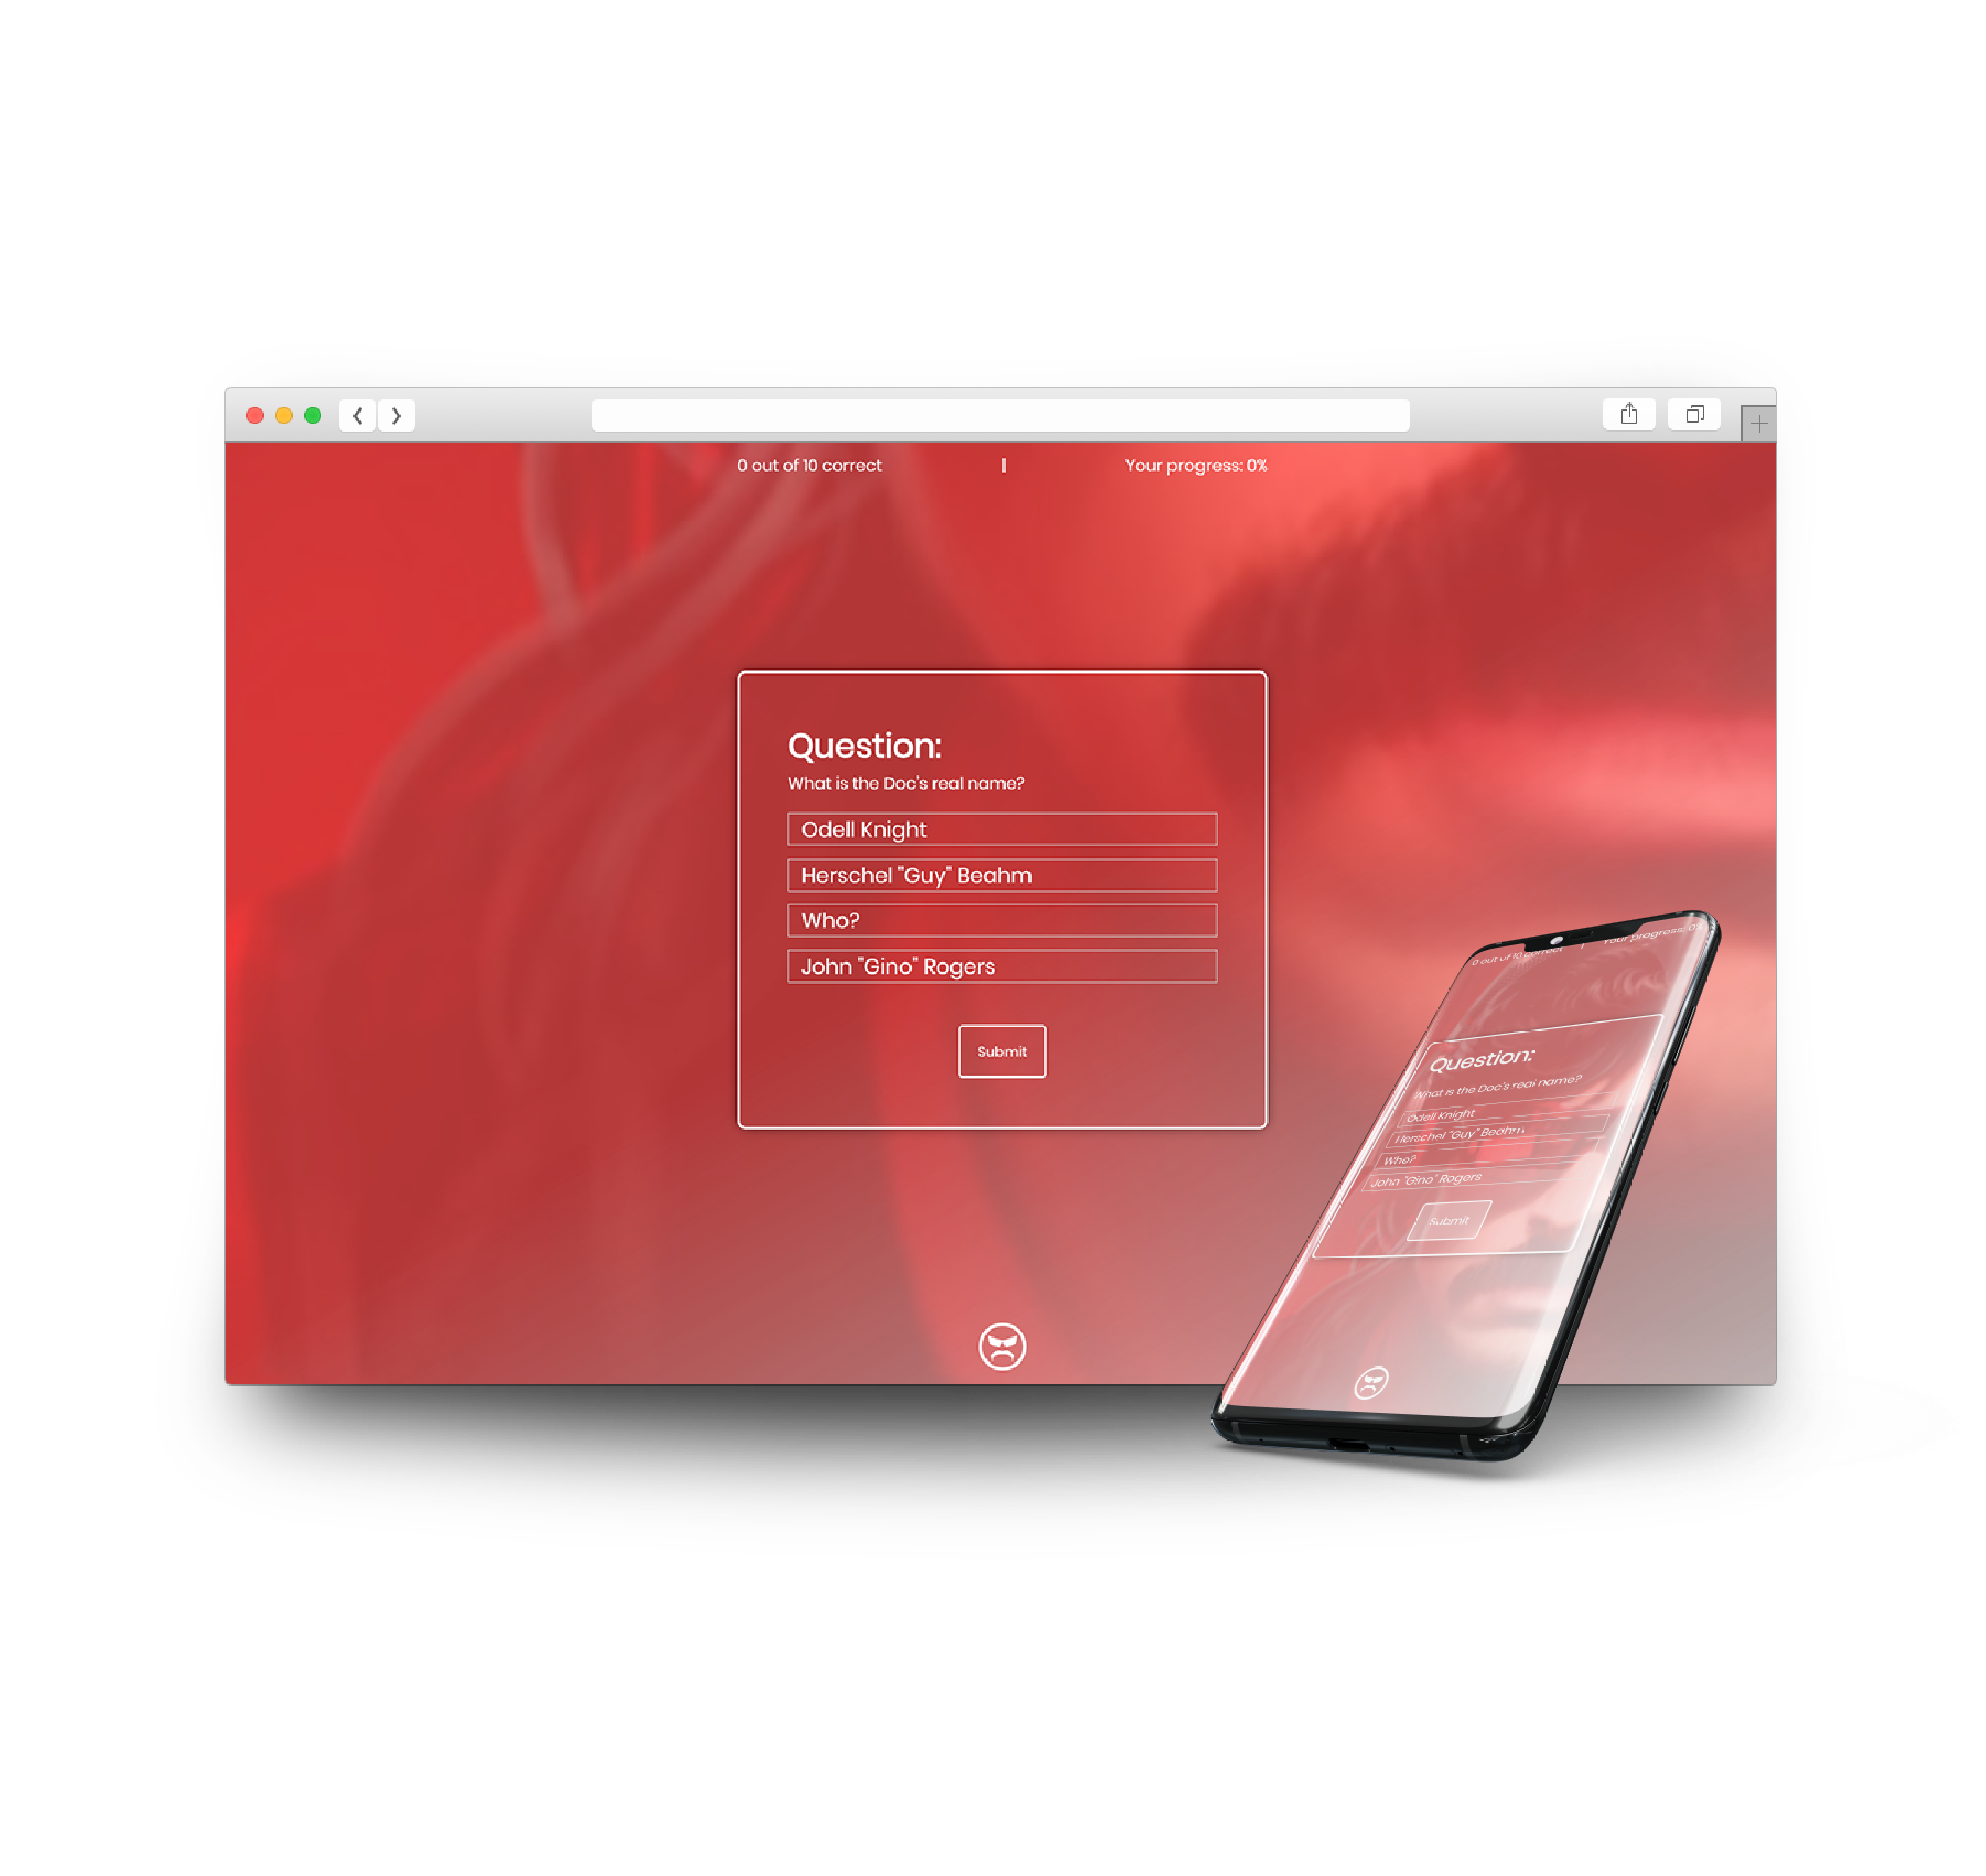 0 out of 10 correct | Your progress: 0%
Question:
What is the Doc's real name?
Odell Knight
Herschel "Guy" Beahm
Who?
John "Gino" Rogers
Submit
0 out of 10 correct | Your progress: 0%
Question:
What is the Doc's real name?
Odell Knight
Herschel "Guy" Beahm
Who?
John "Gino" Rogers
Submit